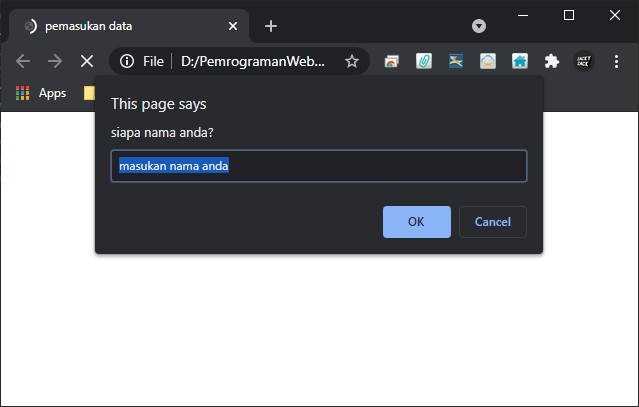 pemasukan data
File
D:/PemrogramanWeb...
Apps
This page says
siapa nama anda?
masukan nama anda
OK
Cancel